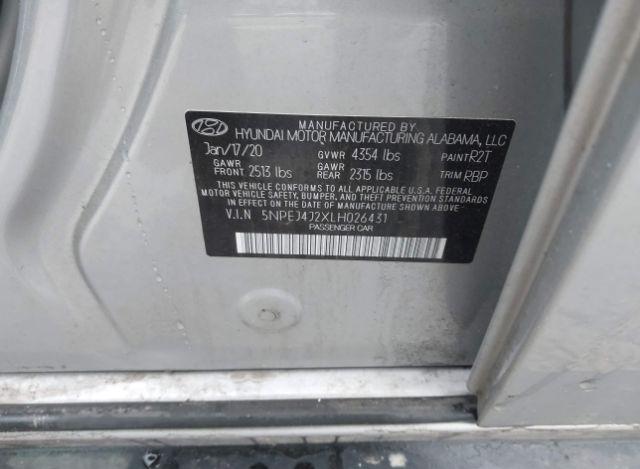 MANUFACTURED BY
HYUNDAI MOTOR MANUFACTURING ALABAMA, LLC
Jan/17/20 GVWR 4354 lbs PAINT R2T
GAWR FRONT 2513 lbs GAWR REAR 2315 lbs TRIM RBP
THIS VEHICLE CONFORMS TO ALL APPLICABLE U.S.A. FEDERAL
MOTOR VEHICLE SAFETY, BUMPER, AND THEFT PREVENTION STANDARDS
IN EFFECT ON THE DATE OF MANUFACTURE SHOWN ABOVE
V.I.N 5NPEJ4J2XLH026431
PASSENGER CAR